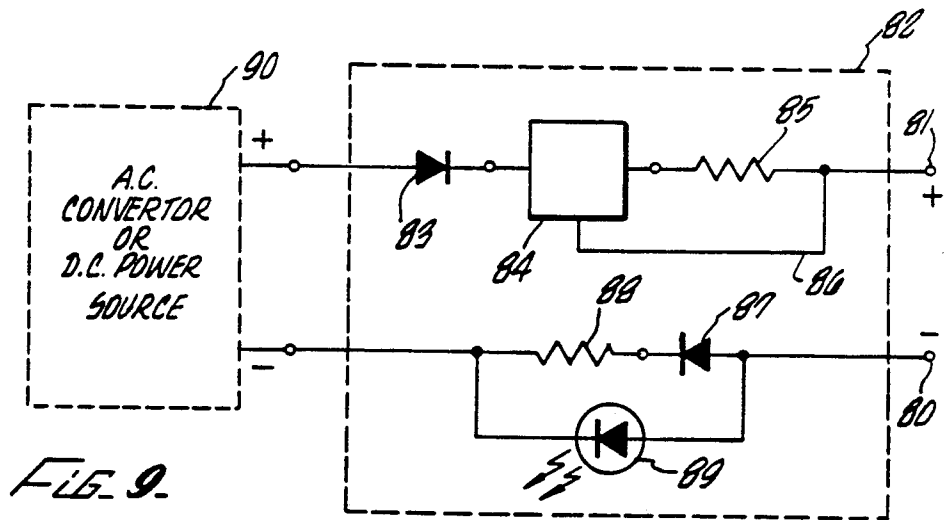 82
90
85
81
+
+
A.C.
CONVERTOR
OR
D.C. POWER
SOURCE
83
84
86
88
87
-
-
80
89
FIG. 9.